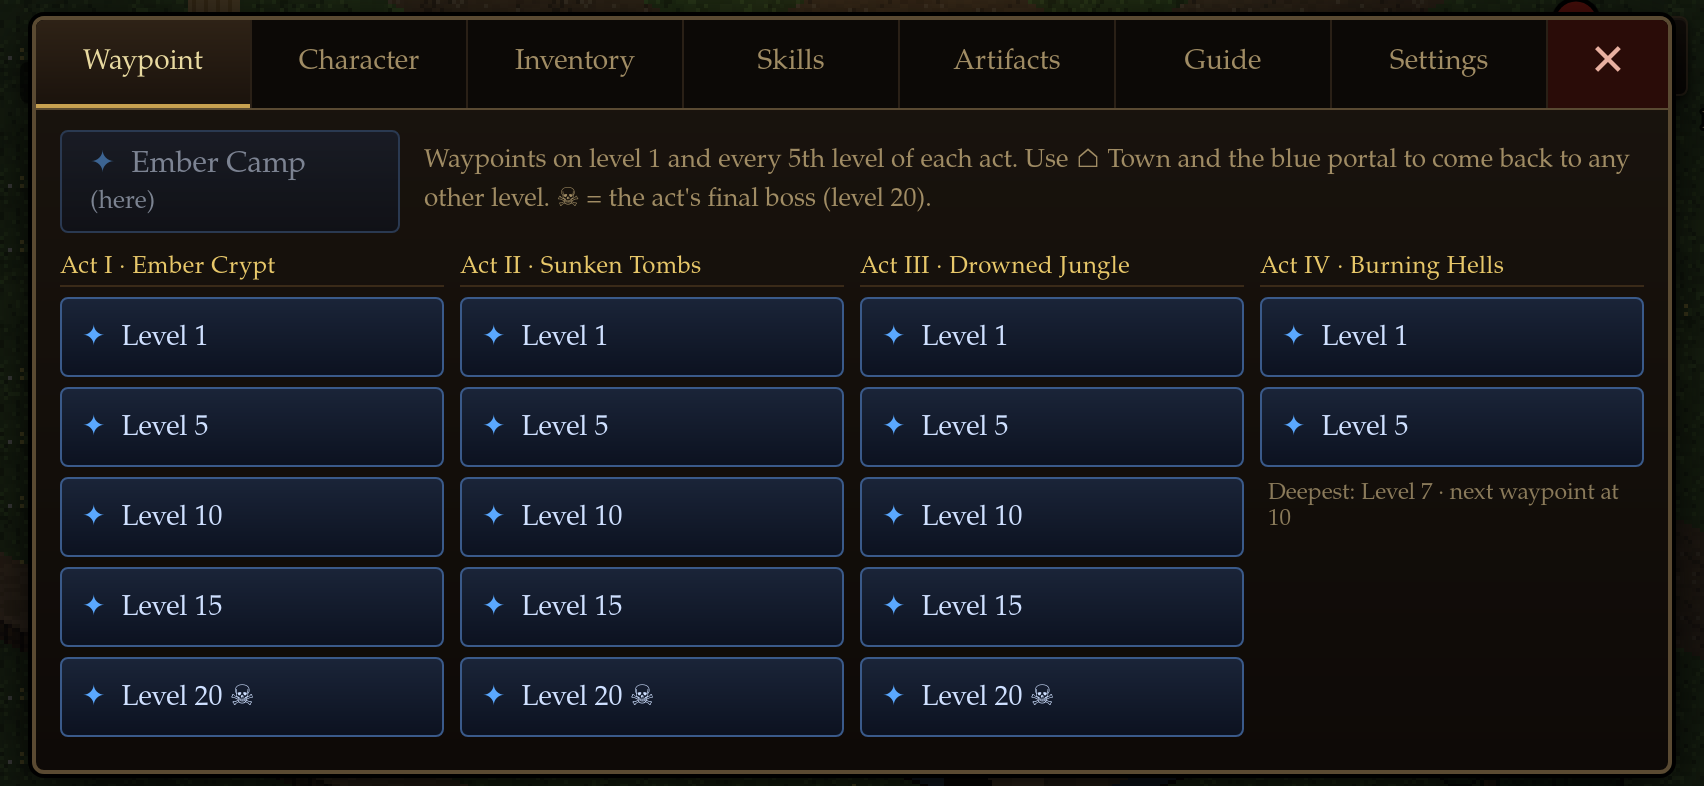 Waypoint
Character
Inventory
Skills
Artifacts
Guide
Settings
✕
✦ Ember Camp
(here)
Waypoints on level 1 and every 5th level of each act. Use ⌂ Town and the blue portal to come back to any
other level. ☠ = the act's final boss (level 20).
Act I · Ember Crypt
✦ Level 1
✦ Level 5
✦ Level 10
✦ Level 15
✦ Level 20 ☠
Act II · Sunken Tombs
✦ Level 1
✦ Level 5
✦ Level 10
✦ Level 15
✦ Level 20 ☠
Act III · Drowned Jungle
✦ Level 1
✦ Level 5
✦ Level 10
✦ Level 15
✦ Level 20 ☠
Act IV · Burning Hells
✦ Level 1
✦ Level 5
Deepest: Level 7 · next waypoint at
10